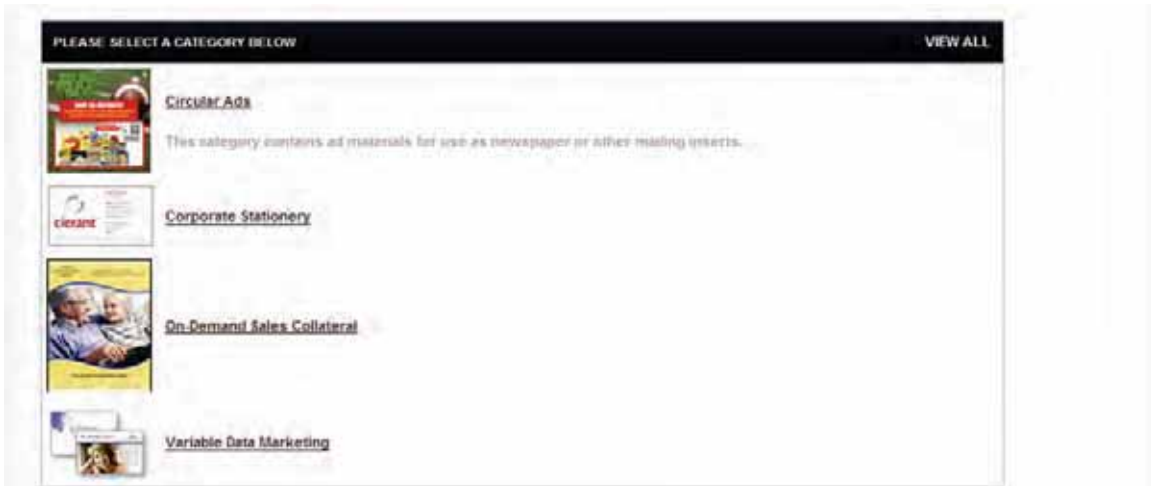 PLEASE SELECT A CATEGORY BELOW VIEW ALL
Circular Ads
This category contains ad materials for use as newspaper or other mailing inserts.
cierant
Corporate Stationery
On-Demand Sales Collateral
Variable Data Marketing